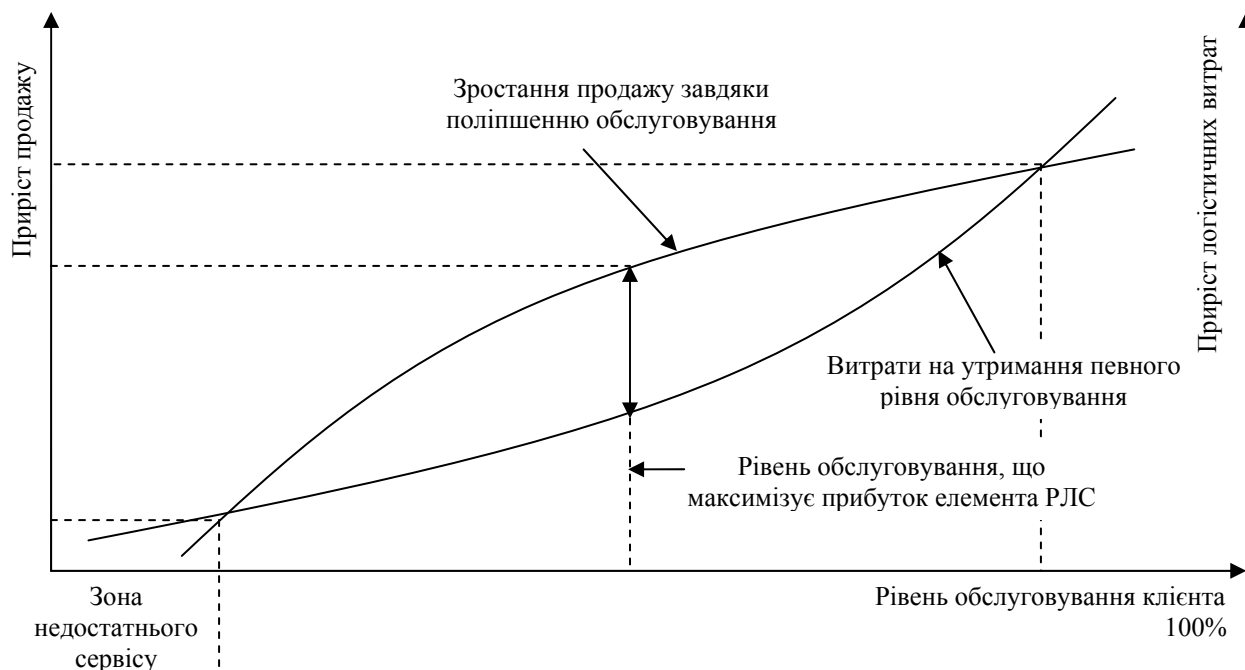 Приріст продажу
Зростання продажу завдяки
поліпшенню обслуговування
Приріст логістичних витрат
Витрати на утримання певного
рівня обслуговування
Рівень обслуговування, що
максимізує прибуток елемента РЛС
Зона
недостатнього
сервісу
Рівень обслуговування клієнта
100%